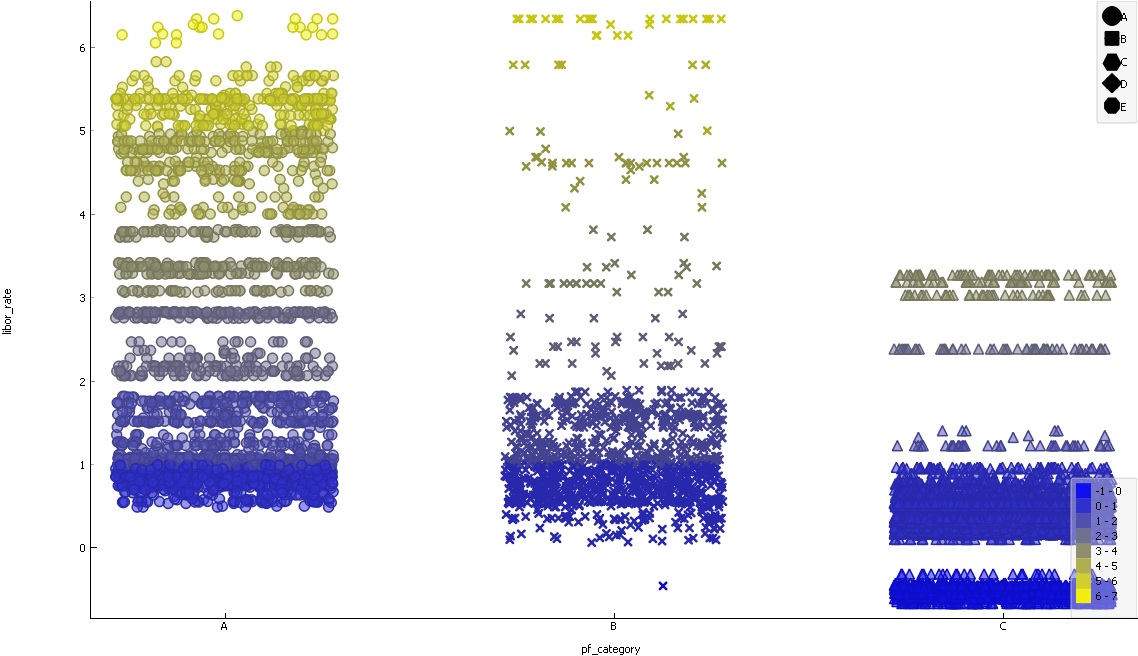 A
B
C
D
E
6
5
4
3
2
1
0
libor_rate
-1 - 0
0 - 1
1 - 2
2 - 3
3 - 4
4 - 5
5 - 6
6 - 7
A
B
C
pf_category